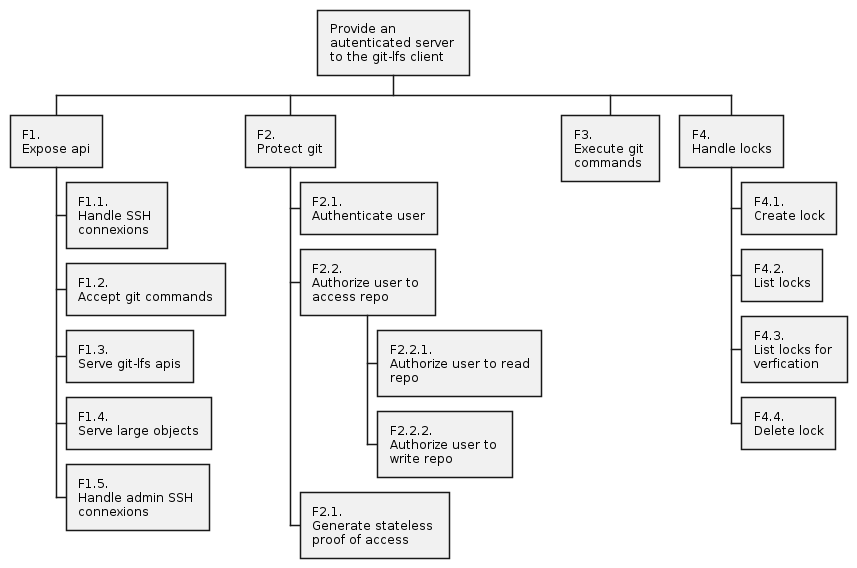 Provide an
autenticated server
to the git-lfs client
F1.
Expose api
F1.1.
Handle SSH
connexions
F1.2.
Accept git commands
F1.3.
Serve git-lfs apis
F1.4.
Serve large objects
F1.5.
Handle admin SSH
connexions
F2.
Protect git
F2.1.
Authenticate user
F2.2.
Authorize user to
access repo
F2.2.1.
Authorize user to read
repo
F2.2.2.
Authorize user to
write repo
F2.1.
Generate stateless
proof of access
F3.
Execute git
commands
F4.
Handle locks
F4.1.
Create lock
F4.2.
List locks
F4.3.
List locks for
verfication
F4.4.
Delete lock